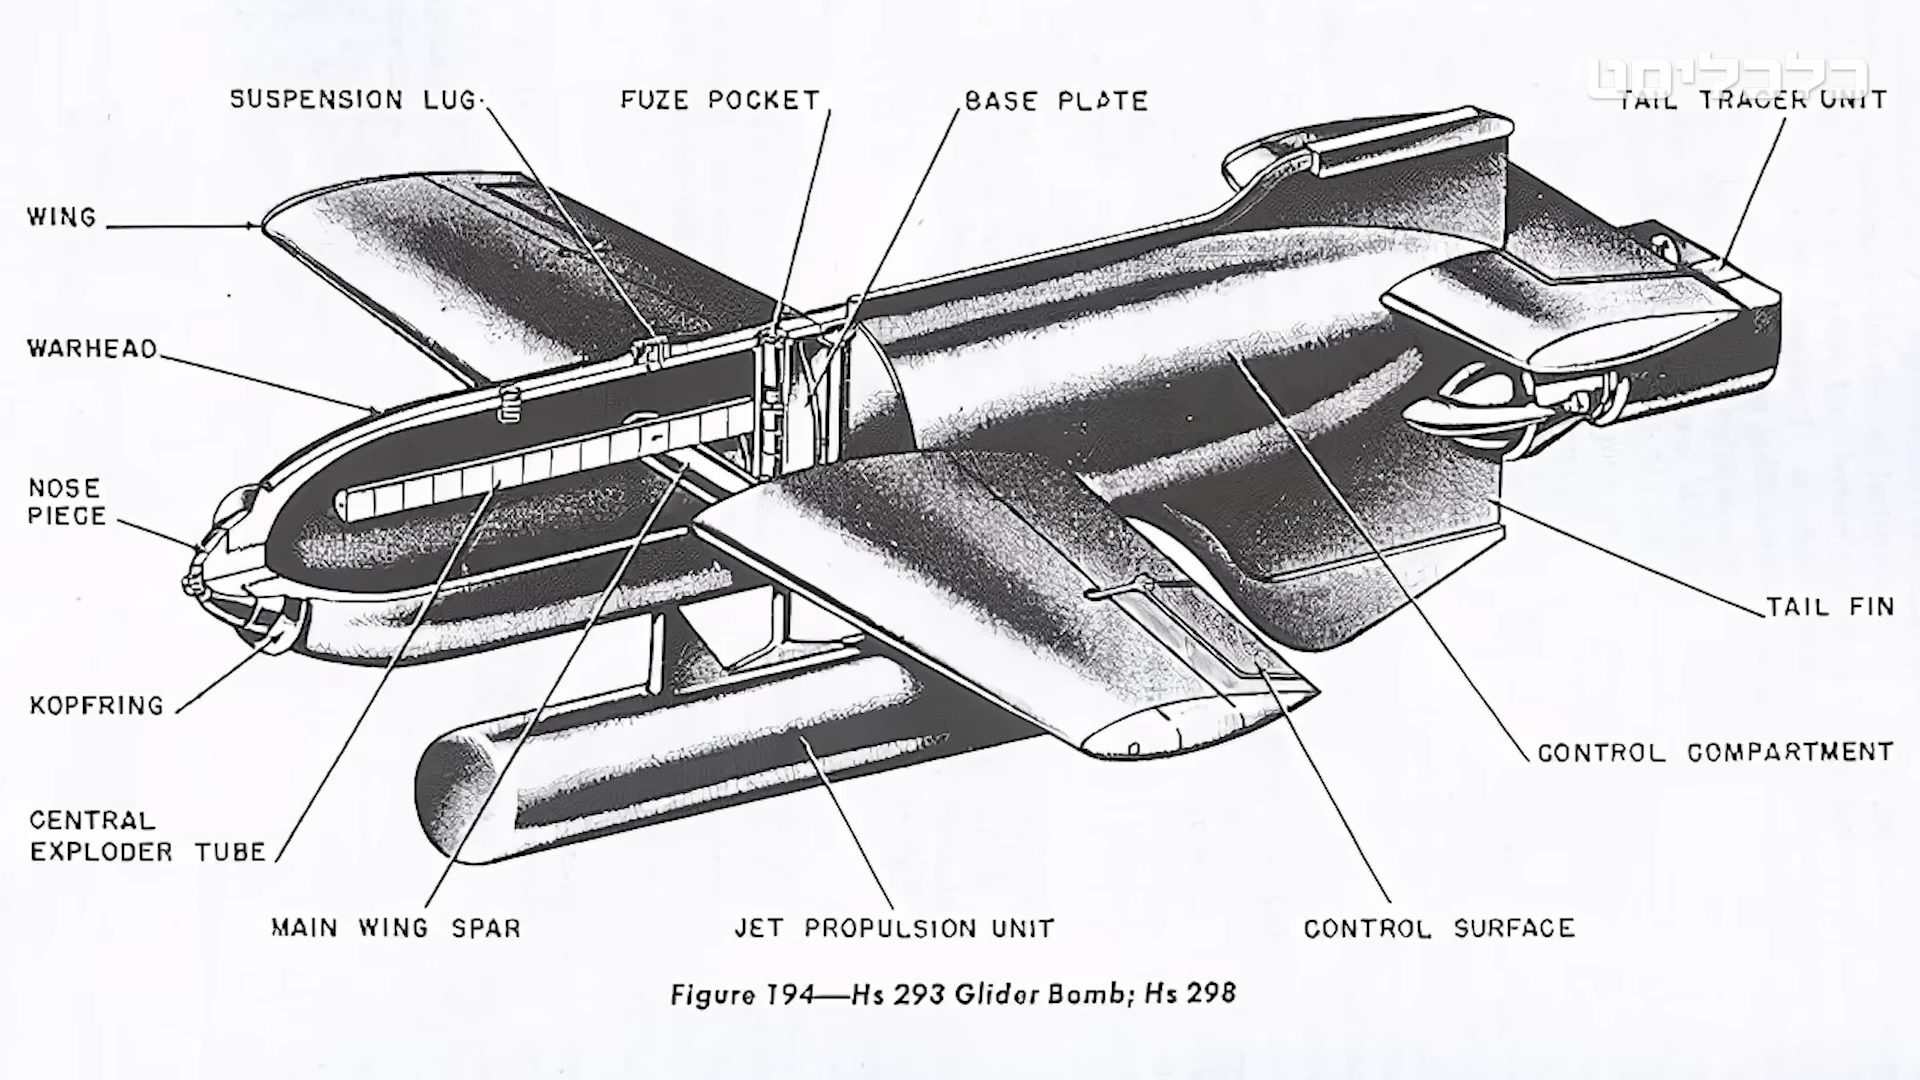 כלכליסט
SUSPENSION LUG
FUZE POCKET
BASE PLATE
TAIL TRACER UNIT
WING
WARHEAD
NOSE
PIECE
TAIL FIN
KOPFRING
CONTROL COMPARTMENT
CENTRAL
EXPLODER TUBE
MAIN WING SPAR
JET PROPULSION UNIT
CONTROL SURFACE
Figure 194—Hs 293 Glider Bomb; Hs 298